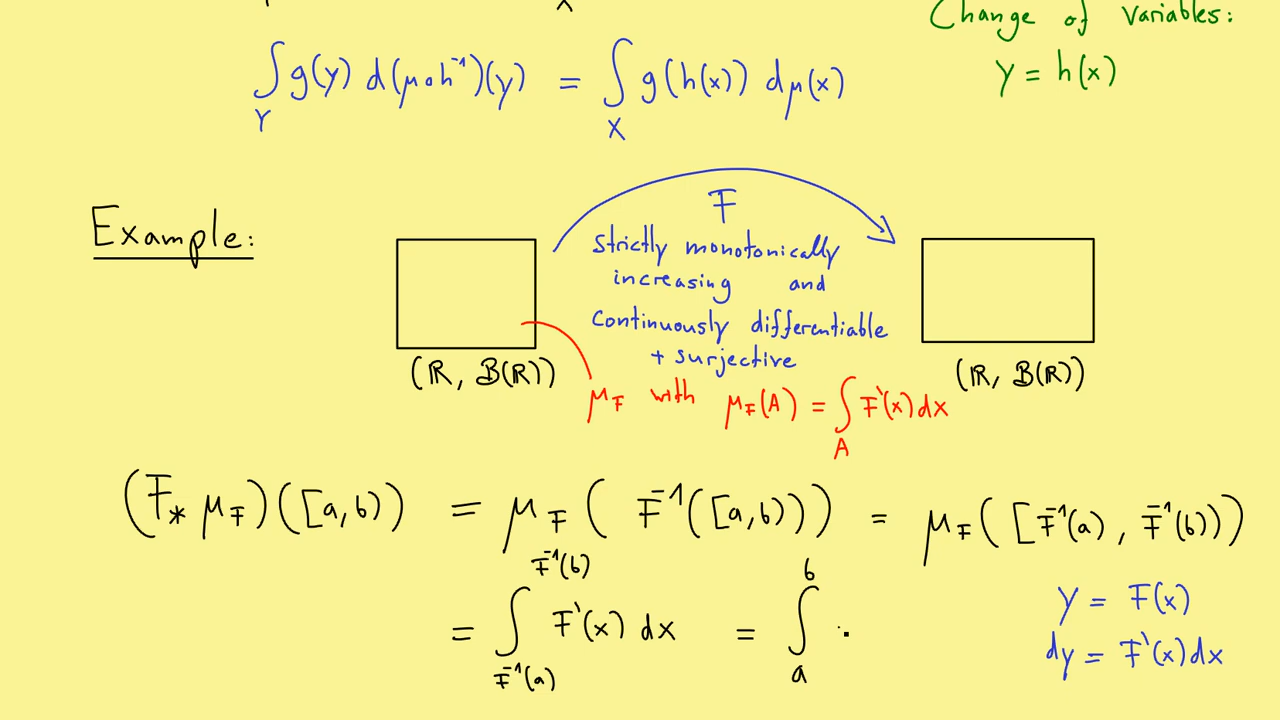 Change of variables:
∫_Y g(y) d(μ∘h⁻¹)(y) = ∫_X g(h(x)) dμ(x)
y = h(x)
Example:
F
strictly monotonically
increasing and
continuously differentiable
+ surjective
(ℝ, B(ℝ))
(ℝ, B(ℝ))
μ_F with μ_F(A) = ∫_A F'(x) dx
(F_* μ_F)([a,b)) = μ_F(F⁻¹([a,b))) = μ_F([F⁻¹(a), F⁻¹(b)))
= ∫_{F⁻¹(a)}^{F⁻¹(b)} F'(x) dx = ∫_a^b
y = F(x)
dy = F'(x) dx